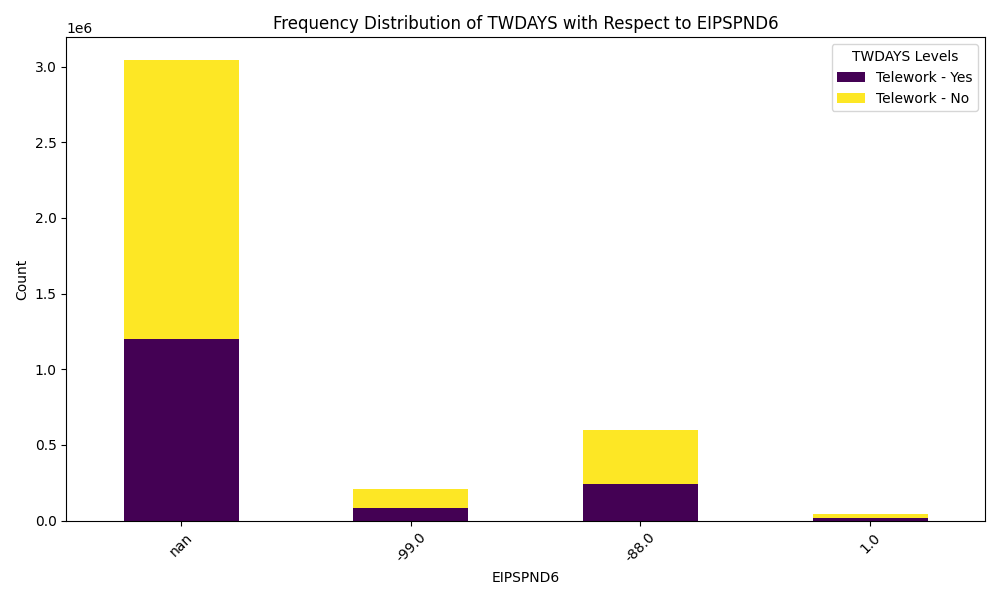 Frequency Distribution of TWDAYS with Respect to EIPSPND6
1e6
3.0
2.5
2.0
1.5
1.0
0.5
0.0
Count
TWDAYS Levels
Telework - Yes
Telework - No
nan
-99.0
-88.0
1.0
EIPSPND6